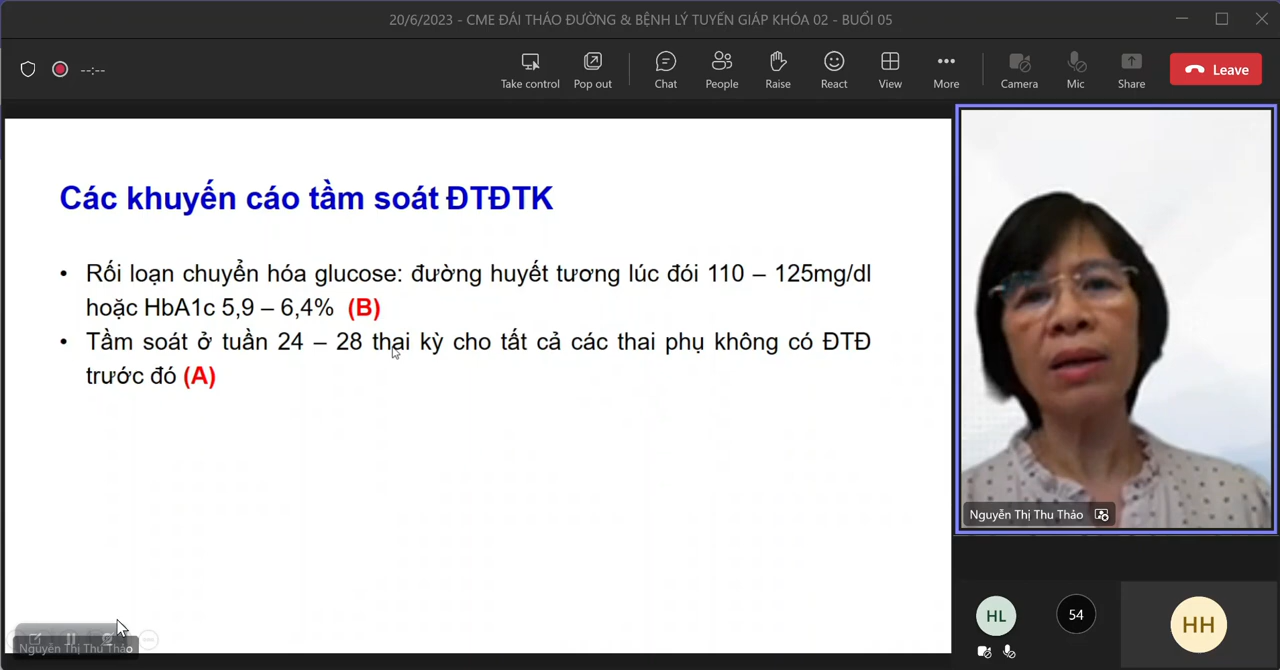 20/6/2023 - CME ĐÁI THÁO ĐƯỜNG & BỆNH LÝ TUYẾN GIÁP KHÓA 02 - BUỔI 05
--:--
Take control
Pop out
Chat
People
Raise
React
View
More
Camera
Mic
Share
Leave
Các khuyến cáo tầm soát ĐTĐTK
• Rối loạn chuyển hóa glucose: đường huyết tương lúc đói 110 – 125mg/dl
hoặc HbA1c 5,9 – 6,4% (B)
• Tầm soát ở tuần 24 – 28 thai kỳ cho tất cả các thai phụ không có ĐTĐ
trước đó (A)
Nguyễn Thị Thu Thảo
HL
54
HH
Nguyễn Thị Thu Thảo